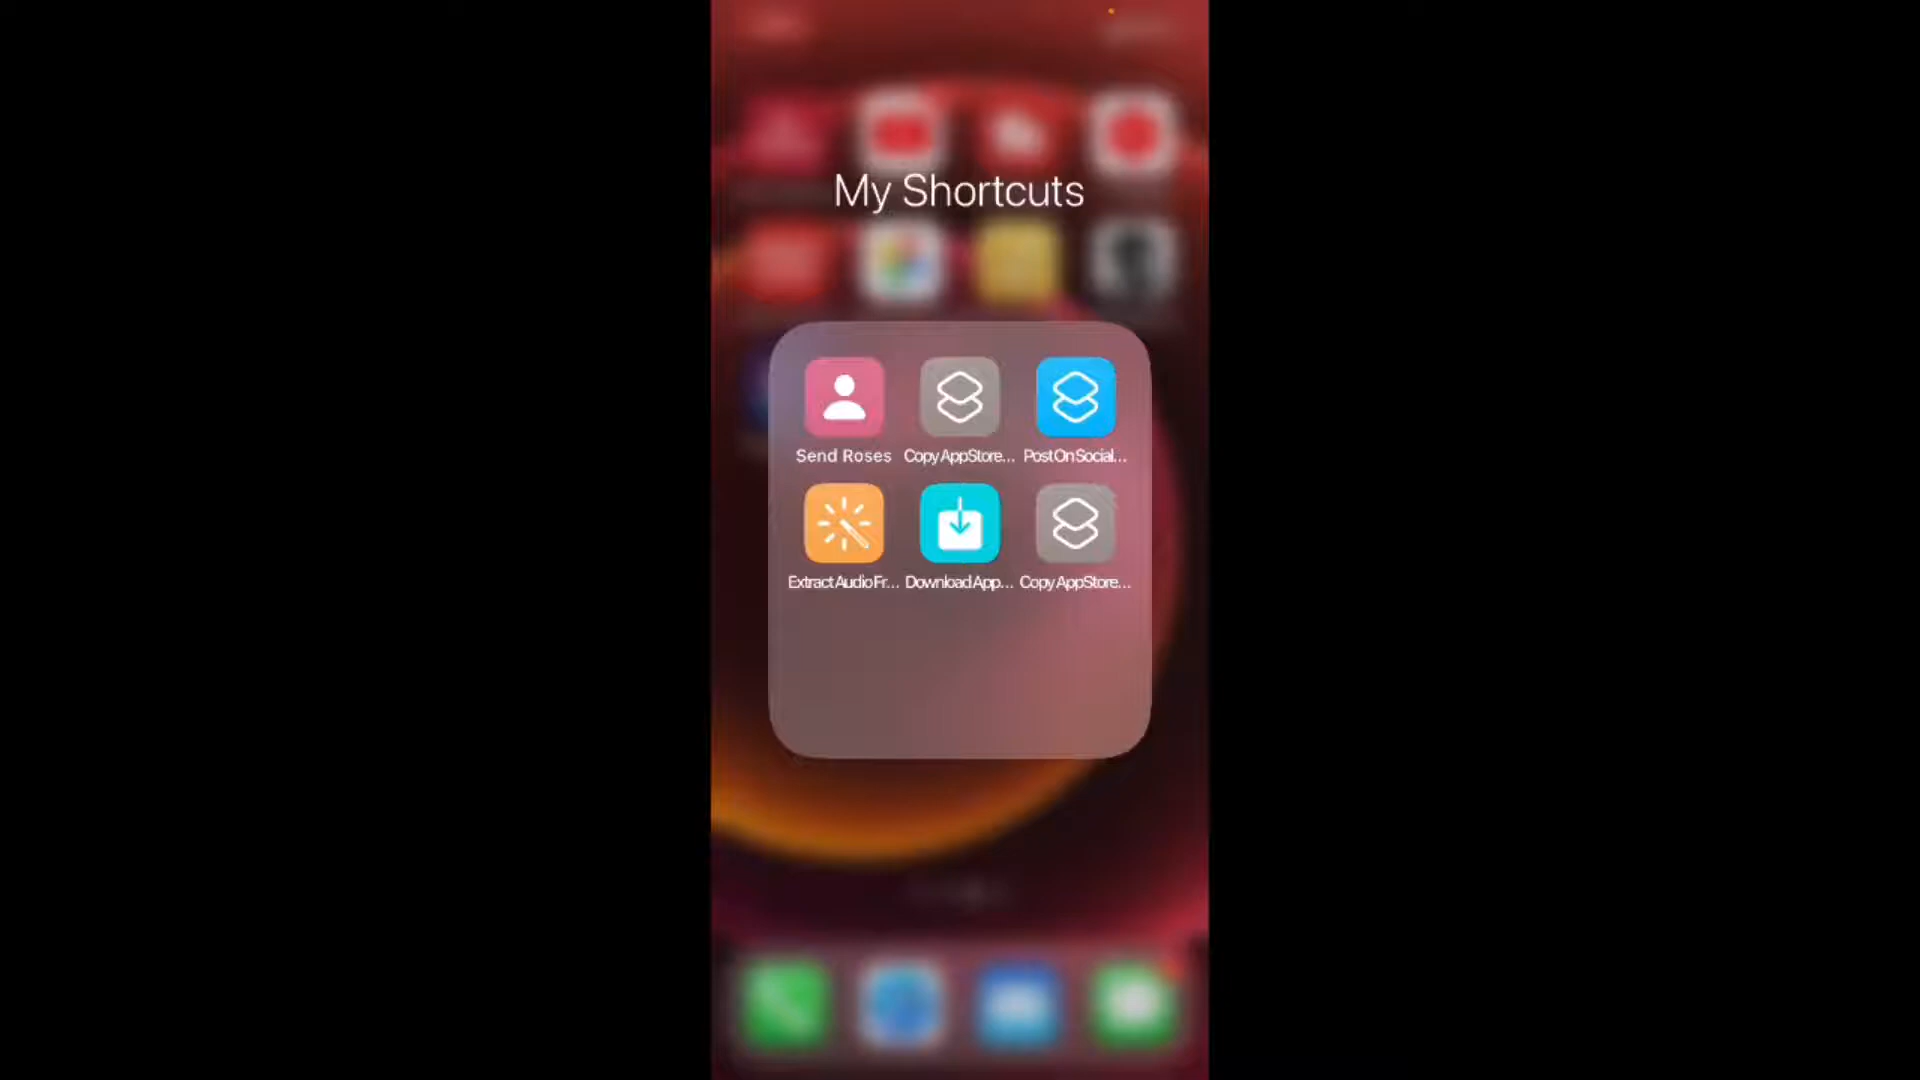 My Shortcuts
Send Roses
Copy AppStore...
Post On Social...
Extract Audio Fr...
Download App...
Copy AppStore...